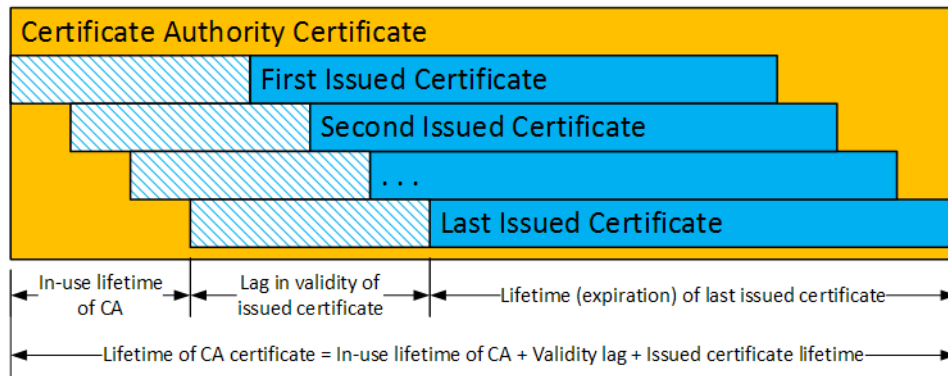 Certificate Authority Certificate
First Issued Certificate
Second Issued Certificate
. . .
Last Issued Certificate
In-use lifetime
of CA
Lag in validity of
issued certificate
Lifetime (expiration) of last issued certificate
Lifetime of CA certificate = In-use lifetime of CA + Validity lag + Issued certificate lifetime